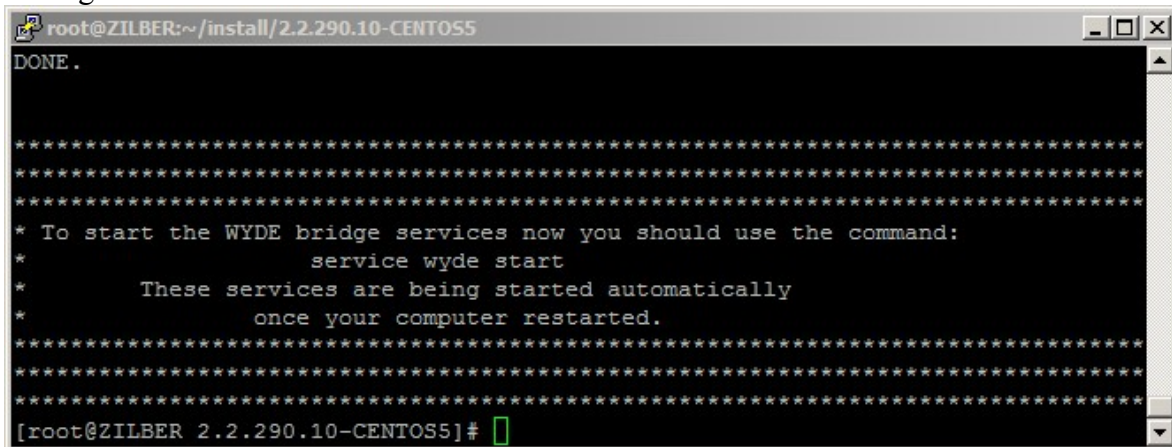 root@ZILBER:~/install/2.2.290.10-CENTOS5
DONE.
********************************************************************************
********************************************************************************
********************************************************************************
* To start the WYDE bridge services now you should use the command:
*                     service wyde start
*         These services are being started automatically
*                 once your computer restarted.
********************************************************************************
********************************************************************************
********************************************************************************
[root@ZILBER 2.2.290.10-CENTOS5]#